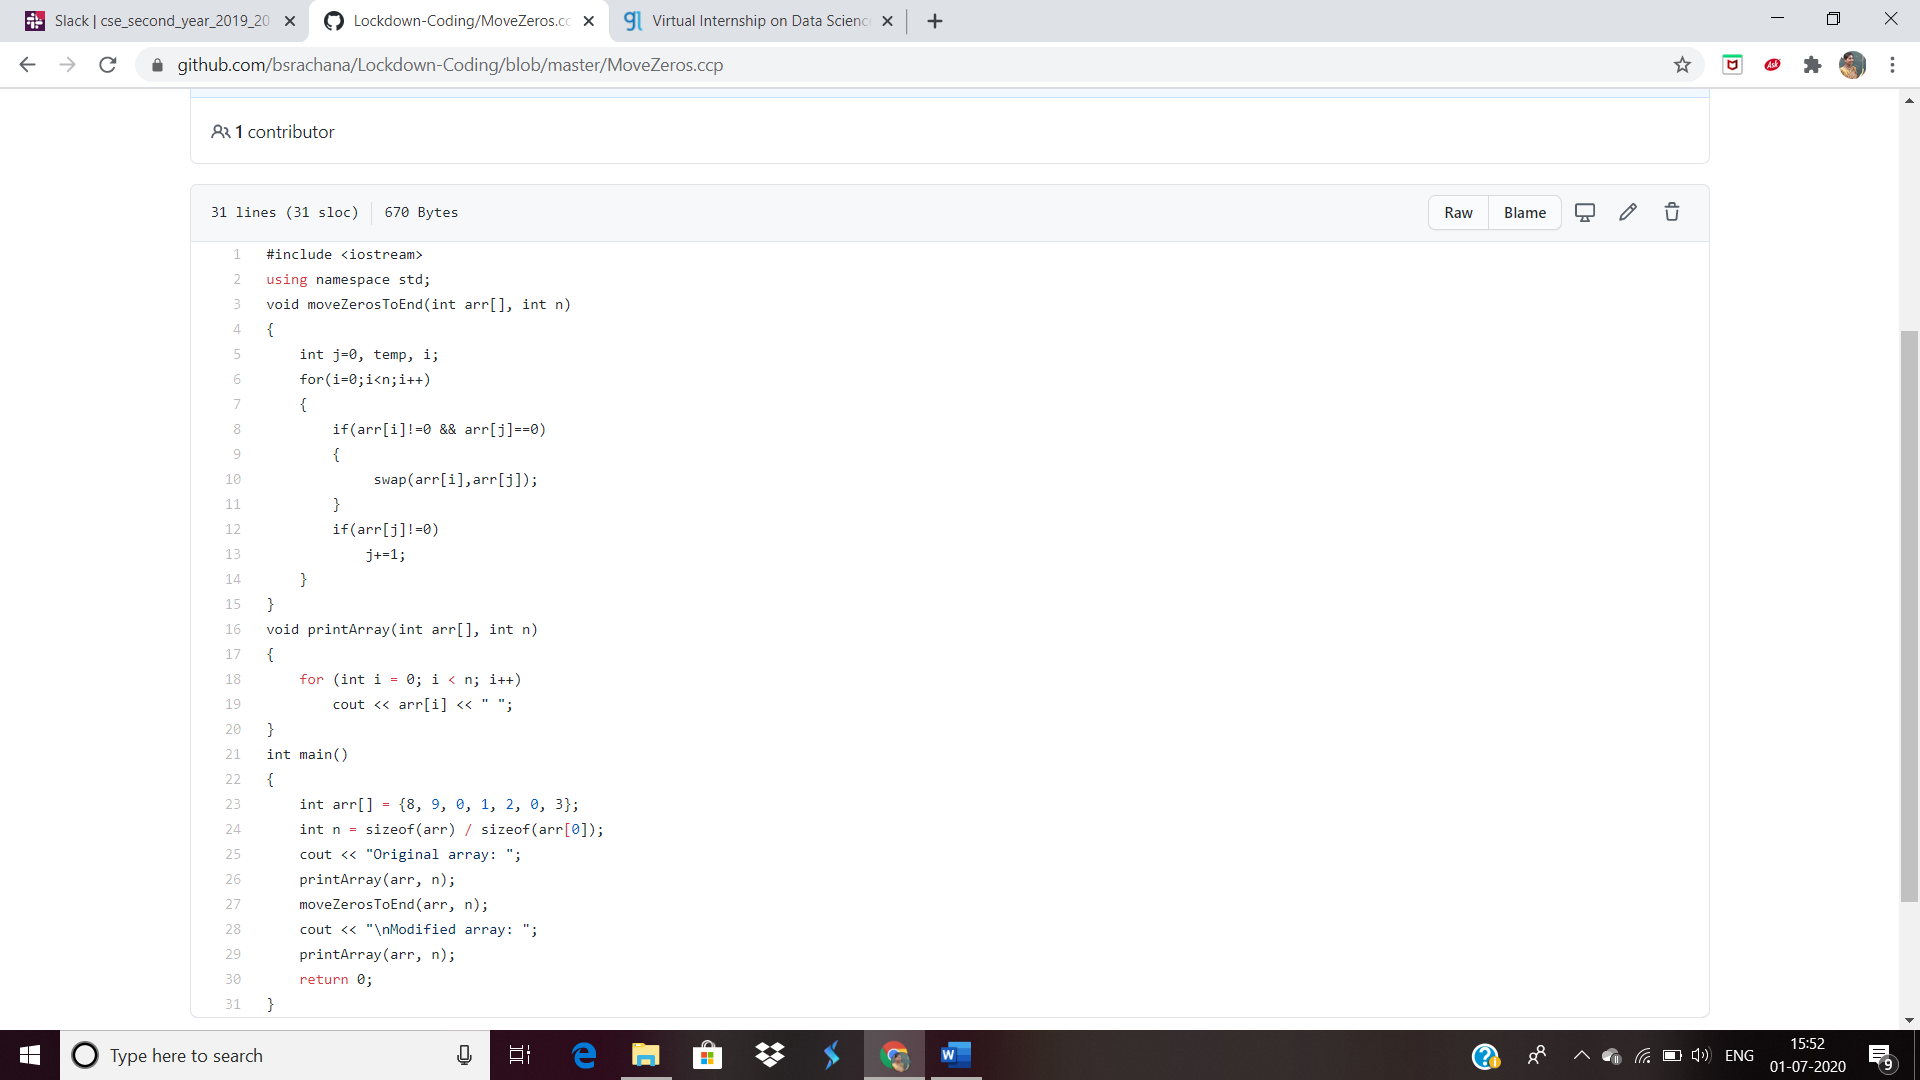 Slack | cse_second_year_2019_20
Lockdown-Coding/MoveZeros.cc
Virtual Internship on Data Science
github.com/bsrachana/Lockdown-Coding/blob/master/MoveZeros.ccp
Ask
1 contributor
31 lines (31 sloc) 670 Bytes
Raw Blame
1 #include <iostream>
2 using namespace std;
3 void moveZerosToEnd(int arr[], int n)
4 {
5     int j=0, temp, i;
6     for(i=0;i<n;i++)
7     {
8         if(arr[i]!=0 && arr[j]==0)
9         {
10             swap(arr[i],arr[j]);
11         }
12         if(arr[j]!=0)
13             j+=1;
14     }
15 }
16 void printArray(int arr[], int n)
17 {
18     for (int i = 0; i < n; i++)
19         cout << arr[i] << " ";
20 }
21 int main()
22 {
23     int arr[] = {8, 9, 0, 1, 2, 0, 3};
24     int n = sizeof(arr) / sizeof(arr[0]);
25     cout << "Original array: ";
26     printArray(arr, n);
27     moveZerosToEnd(arr, n);
28     cout << "\nModified array: ";
29     printArray(arr, n);
30     return 0;
31 }
Type here to search
ENG
15:52
01-07-2020
9